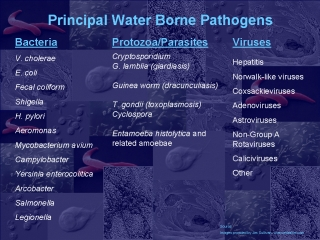 Principal Water Borne Pathogens
Bacteria
V. cholerae
E. coli
Fecal coliform
Shigella
H. pylori
Aeromonas
Mycobacterium avium
Campylobacter
Yersinia enterocolitica
Arcobacter
Salmonella
Legionella
Protozoa/Parasites
Cryptosporidium
G. lamblia (giardiasis)
Guinea worm (dracunculiasis)
T. gondii (toxoplasmosis)
Cyclospora
Entamoeba histolytica and
related amoebae
Viruses
Hepatitis
Norwalk-like viruses
Coxsackieviruses
Adenoviruses
Astroviruses
Non-Group A
Rotaviruses
Caliciviruses
Other